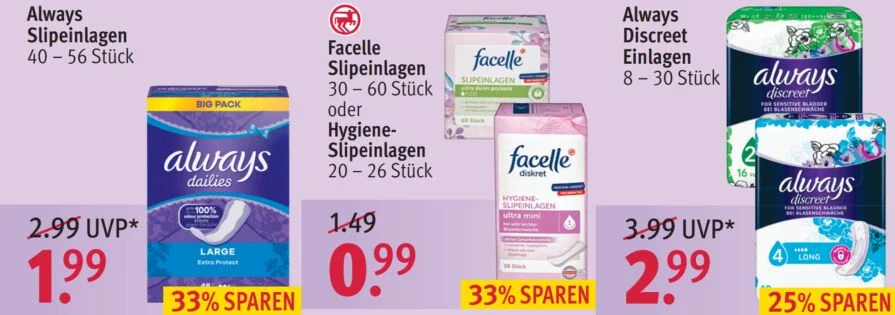 Always
Slipeinlagen
40 – 56 Stück
BIG PACK
always
dailies
100%
odour protection
LARGE
Extra Protect
2.99 UVP*
1.99
33% SPAREN
Facelle
Slipeinlagen
30 – 60 Stück
oder
Hygiene-
Slipeinlagen
20 – 26 Stück
facelle
SLIPEINLAGEN
ultra dünn pockets
60 Stück
facelle
diskret
HYGIENE-
SLIPEINLAGEN
ultra mini
bei sehr leichter
Blasenschwäche
26 Stück
1.49
0.99
33% SPAREN
Always
Discreet
Einlagen
8 – 30 Stück
always
discreet
FOR SENSITIVE BLADDER
BEI BLASENSCHWÄCHE
2
16
always
discreet
FOR SENSITIVE BLADDER
BEI BLASENSCHWÄCHE
4 LONG
3.99 UVP*
2.99
25% SPAREN